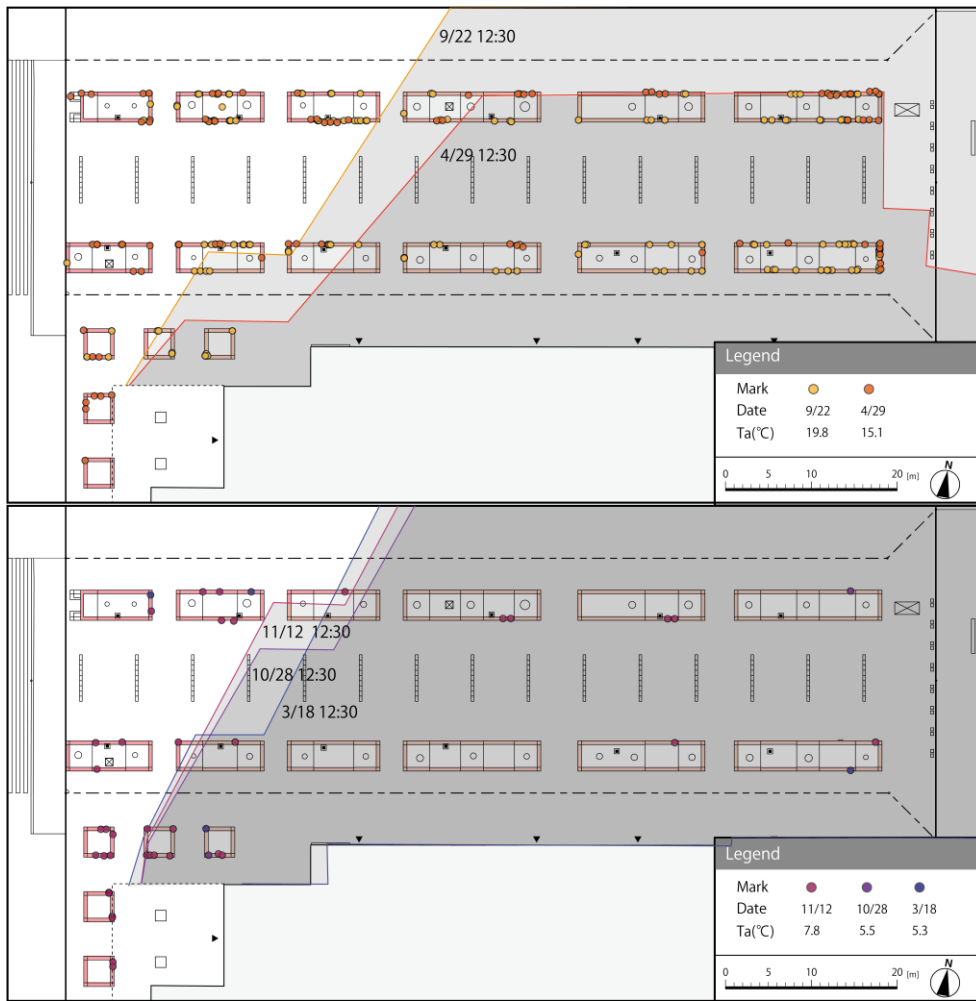 9/22 12:30
4/29 12:30
Legend
Mark
Date 9/22 4/29
Ta(℃) 19.8 15.1
0 5 10 20 [m] N
11/12 12:30
10/28 12:30
3/18 12:30
Legend
Mark
Date 11/12 10/28 3/18
Ta(℃) 7.8 5.5 5.3
0 5 10 20 [m] N